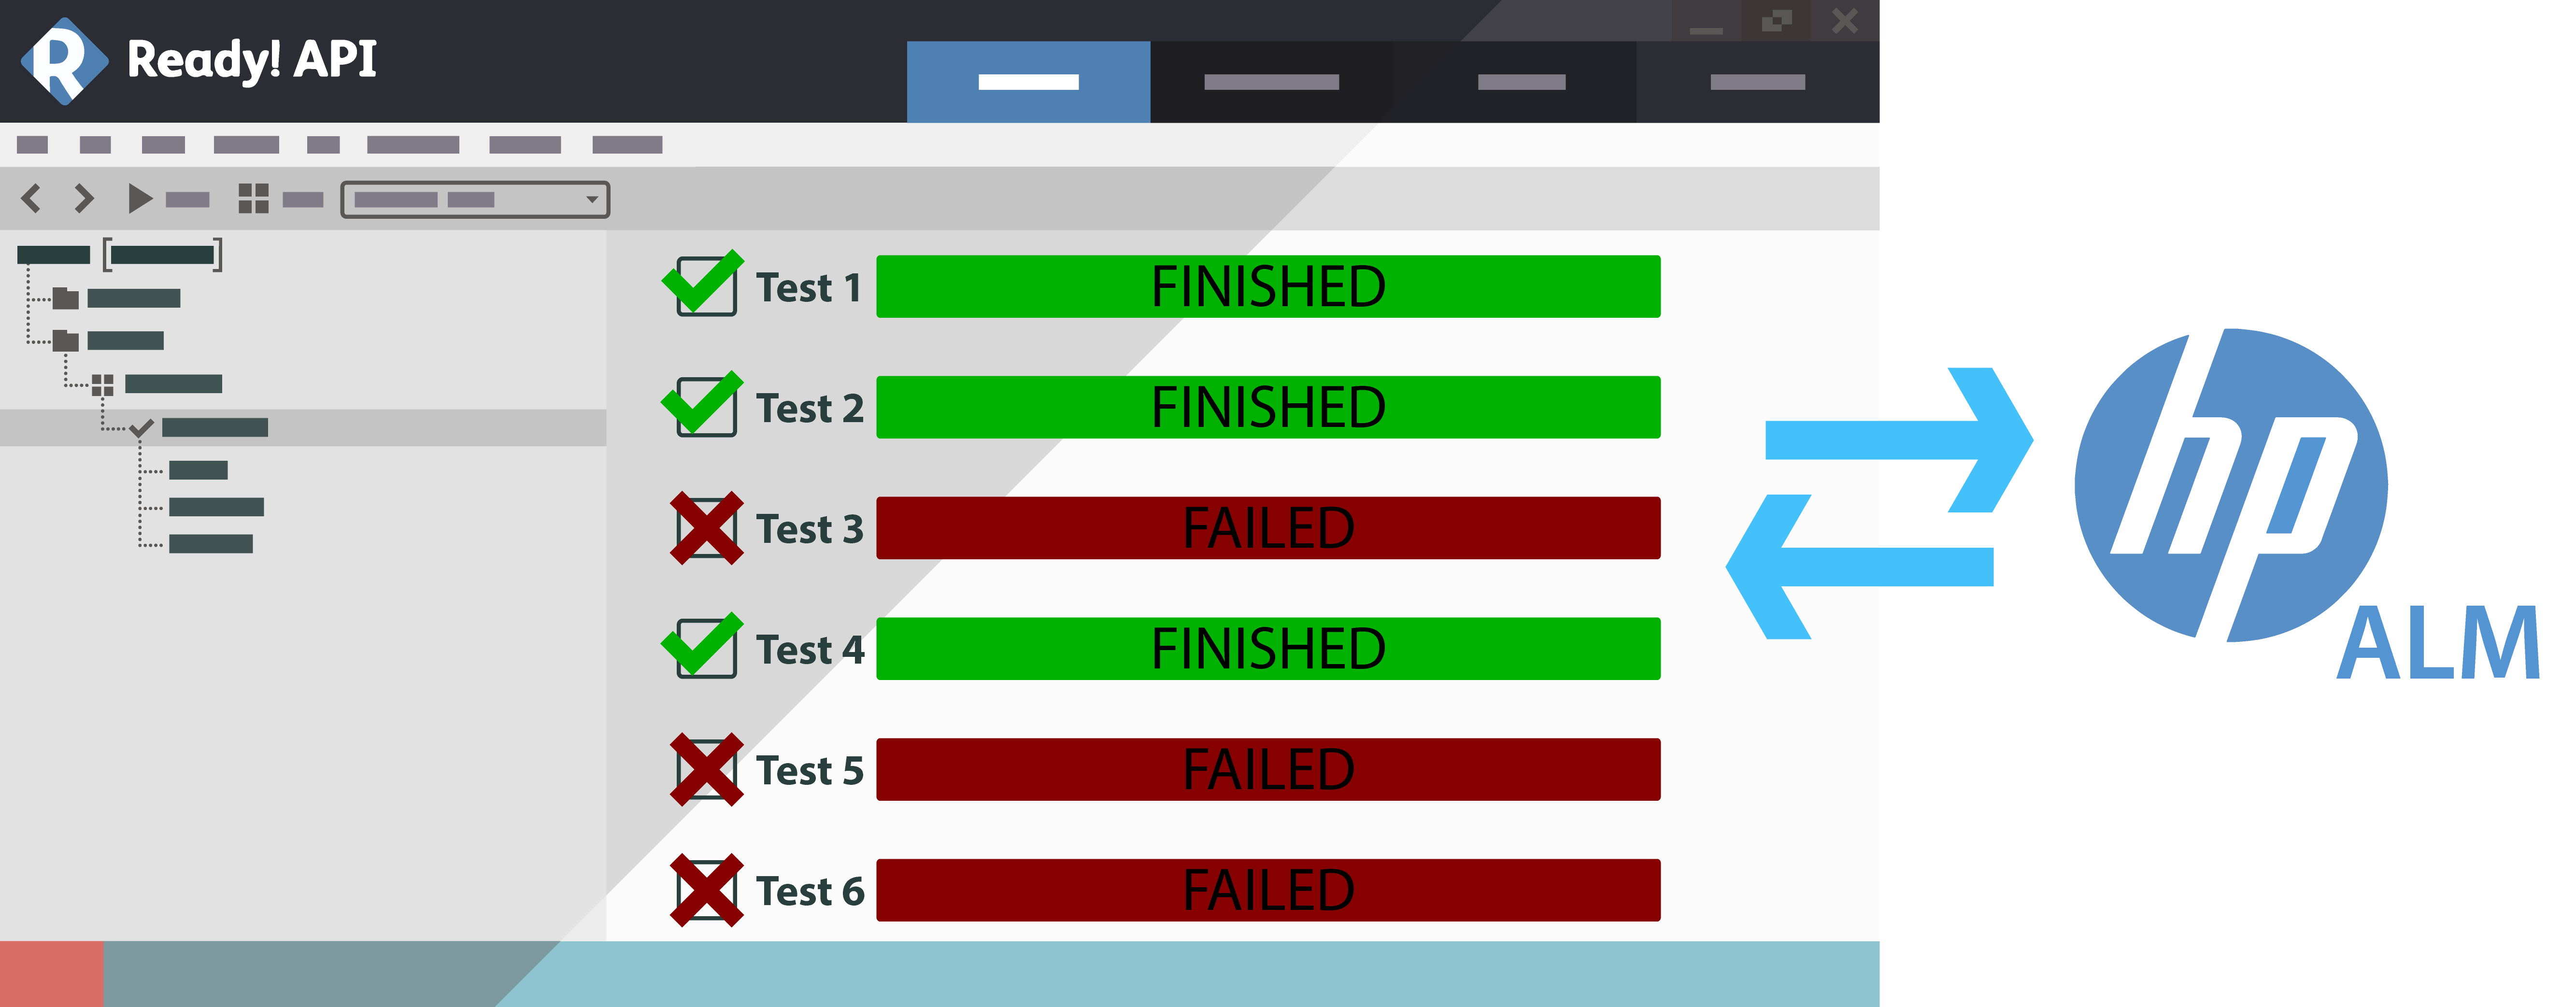 Ready! API
Test 1 FINISHED
Test 2 FINISHED
Test 3 FAILED
Test 4 FINISHED
Test 5 FAILED
Test 6 FAILED
hp
ALM